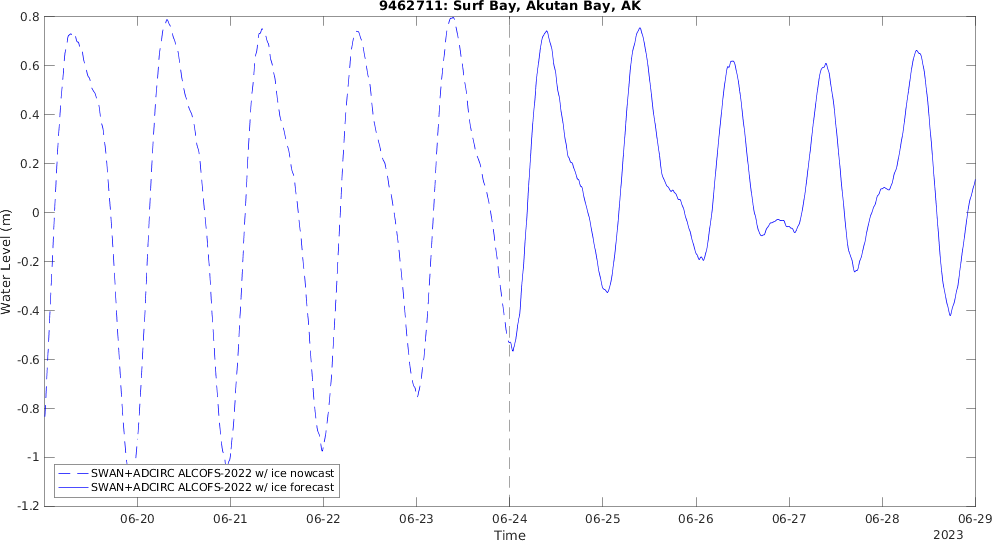 9462711: Surf Bay, Akutan Bay, AK
0.8
0.6
0.4
0.2
0
-0.2
-0.4
-0.6
-0.8
-1
-1.2
Water Level (m)
SWAN+ADCIRC ALCOFS-2022 w/ ice nowcast
SWAN+ADCIRC ALCOFS-2022 w/ ice forecast
06-20 06-21 06-22 06-23 06-24 06-25 06-26 06-27 06-28 06-29
Time
2023